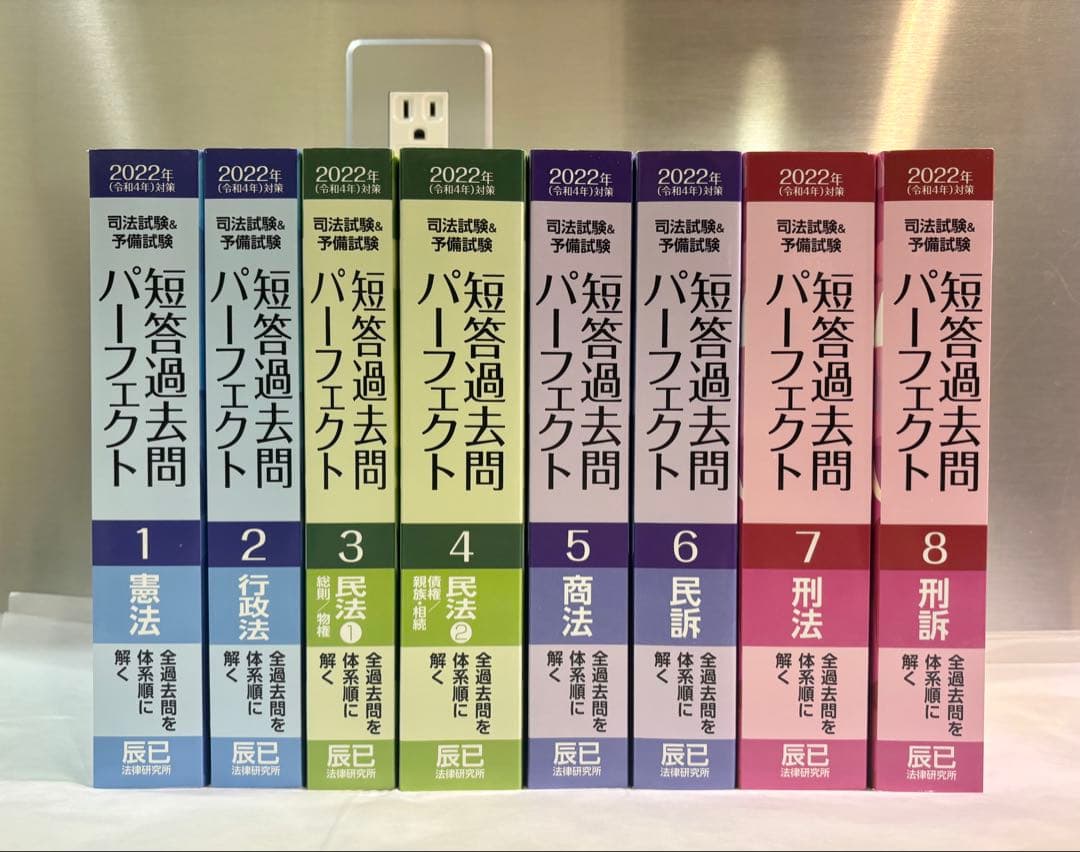 2022年
(令和4年)対策
司法試験&
予備試験
短答過去問
パーフェクト
1
憲法
全過去問を
体系順に
解く
辰已
法律研究所
2022年
(令和4年)対策
司法試験&
予備試験
短答過去問
パーフェクト
2
行政法
全過去問を
体系順に
解く
辰已
法律研究所
2022年
(令和4年)対策
司法試験&
予備試験
短答過去問
パーフェクト
3
民法❶
総則/物権
全過去問を
体系順に
解く
辰已
法律研究所
2022年
(令和4年)対策
司法試験&
予備試験
短答過去問
パーフェクト
4
民法❷
債権/
親族・相続
全過去問を
体系順に
解く
辰已
法律研究所
2022年
(令和4年)対策
司法試験&
予備試験
短答過去問
パーフェクト
5
商法
全過去問を
体系順に
解く
辰已
法律研究所
2022年
(令和4年)対策
司法試験&
予備試験
短答過去問
パーフェクト
6
民訴
全過去問を
体系順に
解く
辰已
法律研究所
2022年
(令和4年)対策
司法試験&
予備試験
短答過去問
パーフェクト
7
刑法
全過去問を
体系順に
解く
辰已
法律研究所
2022年
(令和4年)対策
司法試験&
予備試験
短答過去問
パーフェクト
8
刑訴
全過去問を
体系順に
解く
辰已
法律研究所